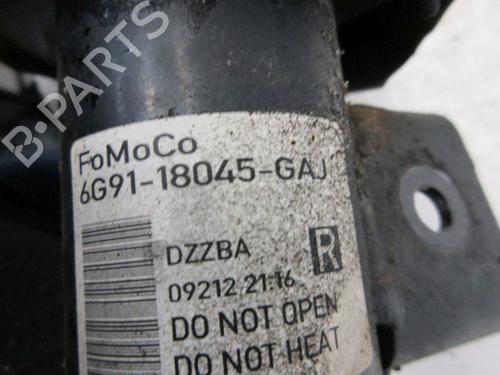 B-PARTS
FoMoCo
6G91-18045-GAJ
DZZBA
R
09212 21:16
DO NOT OPEN
DO NOT HEAT